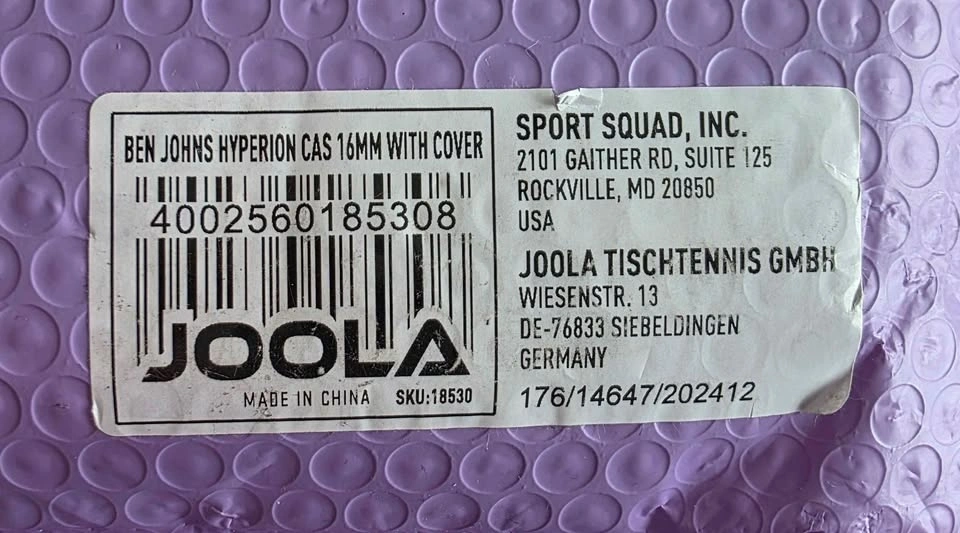 BEN JOHNS HYPERION CAS 16MM WITH COVER
4002560185308
JOOLA
MADE IN CHINA SKU:18530
SPORT SQUAD, INC.
2101 GAITHER RD, SUITE 125
ROCKVILLE, MD 20850
USA
JOOLA TISCHTENNIS GMBH
WIESENSTR. 13
DE-76833 SIEBELDINGEN
GERMANY
176/14647/202412